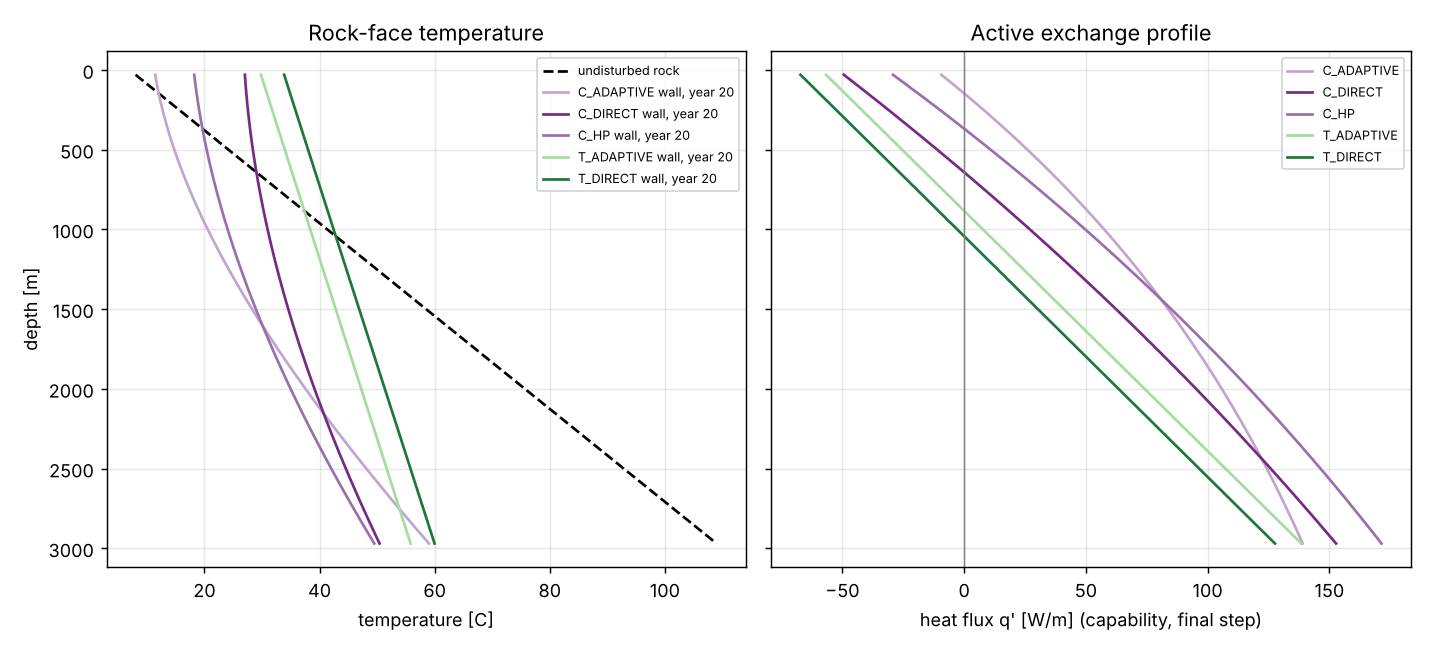 Rock-face temperature
0
500
1000
1500
2000
2500
3000
depth [m]
20
40
60
80
100
temperature [C]
undisturbed rock
C_ADAPTIVE wall, year 20
C_DIRECT wall, year 20
C_HP wall, year 20
T_ADAPTIVE wall, year 20
T_DIRECT wall, year 20
Active exchange profile
−50
0
50
100
150
heat flux q' [W/m] (capability, final step)
C_ADAPTIVE
C_DIRECT
C_HP
T_ADAPTIVE
T_DIRECT